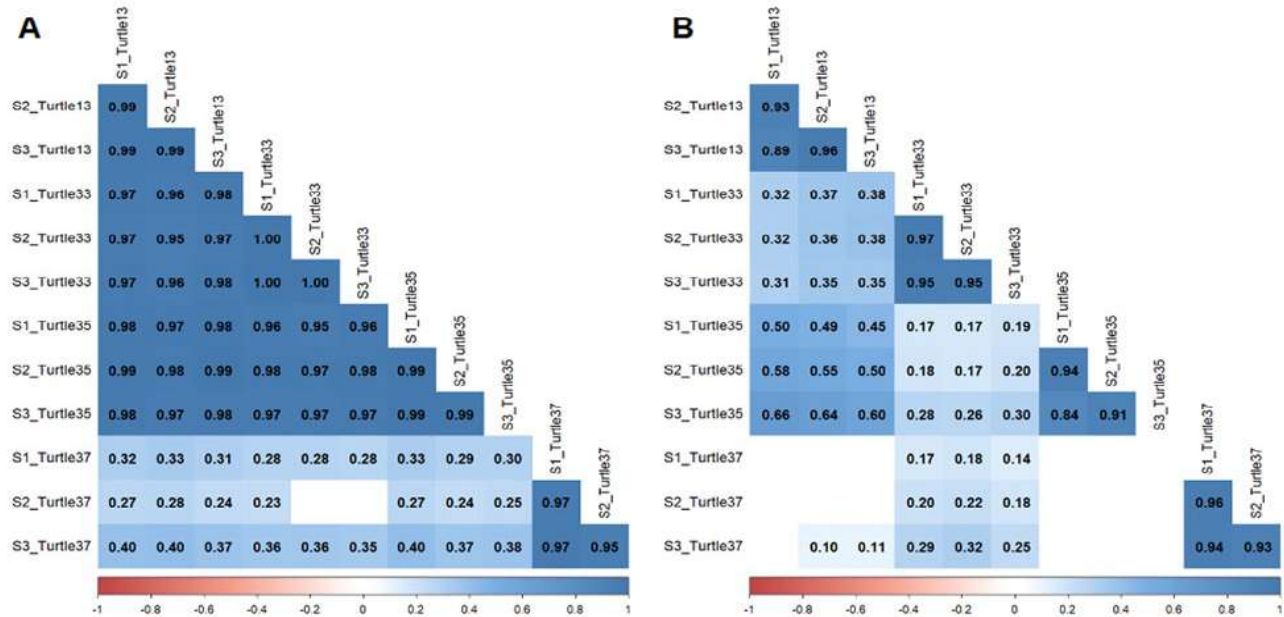 A
S1_Turtle13
S2_Turtle13
S3_Turtle13
S1_Turtle33
S2_Turtle33
S3_Turtle33
S1_Turtle35
S2_Turtle35
S3_Turtle35
S1_Turtle37
S2_Turtle37
S2_Turtle13 0.99
S3_Turtle13 0.99 0.99
S1_Turtle33 0.97 0.96 0.98
S2_Turtle33 0.97 0.95 0.97 1.00
S3_Turtle33 0.97 0.96 0.98 1.00 1.00
S1_Turtle35 0.98 0.97 0.98 0.96 0.95 0.96
S2_Turtle35 0.99 0.98 0.99 0.98 0.97 0.98 0.99
S3_Turtle35 0.98 0.97 0.98 0.97 0.97 0.97 0.99 0.99
S1_Turtle37 0.32 0.33 0.31 0.28 0.28 0.28 0.33 0.29 0.30
S2_Turtle37 0.27 0.28 0.24 0.23 0.27 0.24 0.25 0.97
S3_Turtle37 0.40 0.40 0.37 0.36 0.36 0.35 0.40 0.37 0.38 0.97 0.95
-1 -0.8 -0.6 -0.4 -0.2 0 0.2 0.4 0.6 0.8 1
B
S1_Turtle13
S2_Turtle13
S3_Turtle13
S1_Turtle33
S2_Turtle33
S3_Turtle33
S1_Turtle35
S2_Turtle35
S3_Turtle35
S1_Turtle37
S2_Turtle37
S2_Turtle13 0.93
S3_Turtle13 0.89 0.96
S1_Turtle33 0.32 0.37 0.38
S2_Turtle33 0.32 0.36 0.38 0.97
S3_Turtle33 0.31 0.35 0.35 0.95 0.95
S1_Turtle35 0.50 0.49 0.45 0.17 0.17 0.19
S2_Turtle35 0.58 0.55 0.50 0.18 0.17 0.20 0.94
S3_Turtle35 0.66 0.64 0.60 0.28 0.26 0.30 0.84 0.91
S1_Turtle37 0.17 0.18 0.14
S2_Turtle37 0.20 0.22 0.18 0.96
S3_Turtle37 0.10 0.11 0.29 0.32 0.25 0.94 0.93
-1 -0.8 -0.6 -0.4 -0.2 0 0.2 0.4 0.6 0.8 1